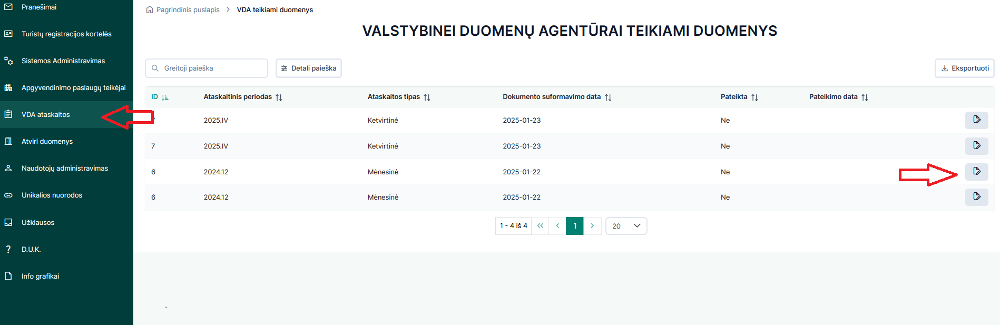 Pranešimai
Turistų registracijos kortelės
Sistemos Administravimas
Apgyvendinimo paslaugų teikėjai
VDA ataskaitos
Atviri duomenys
Naudotojų administravimas
Unikalios nuorodos
Užklausos
D.U.K.
Info grafikai
Pagrindinis puslapis > VDA teikiami duomenys
VALSTYBINEI DUOMENŲ AGENTŪRAI TEIKIAMI DUOMENYS
Greitoji paieška Detali paieška Eksportuoti
ID Ataskaitinis periodas Ataskaitos tipas Dokumento suformavimo data Pateikta Pateikimo data
2025.IV Ketvirtinė 2025-01-23 Ne
7 2025.IV Ketvirtinė 2025-01-23 Ne
6 2024.12 Mėnesinė 2025-01-22 Ne
6 2024.12 Mėnesinė 2025-01-22 Ne
1 - 4 iš 4 << < 1 > 20
.